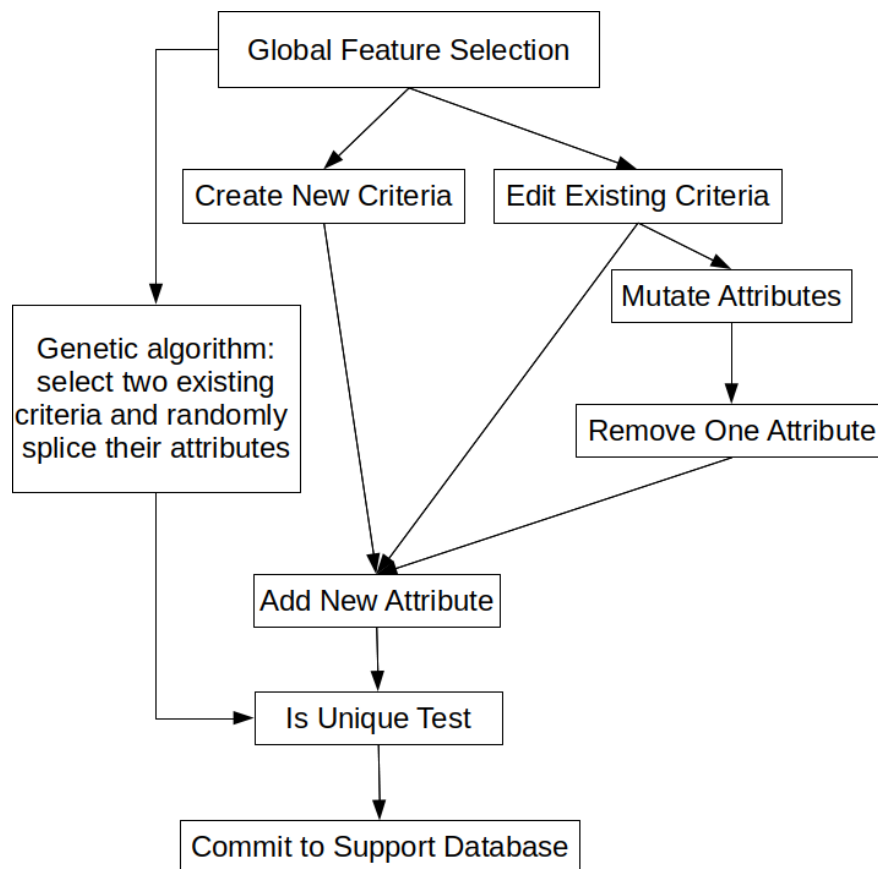 Global Feature Selection
Create New Criteria
Edit Existing Criteria
Mutate Attributes
Genetic algorithm:
select two existing
criteria and randomly
splice their attributes
Remove One Attribute
Add New Attribute
Is Unique Test
Commit to Support Database